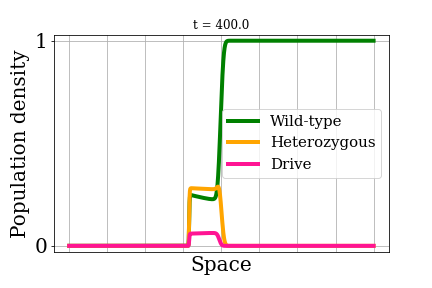 t = 400.0
Population density
1
0
Wild-type
Heterozygous
Drive
Space